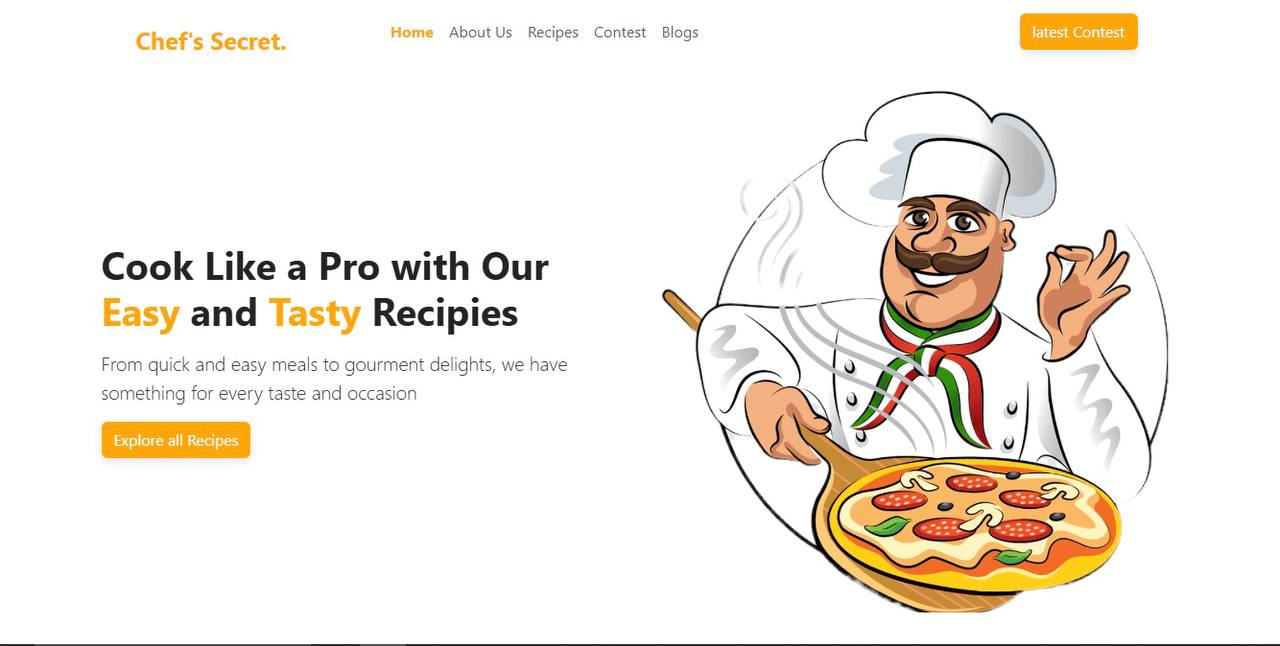 Chef's Secret.
Home About Us Recipes Contest Blogs
latest Contest
Cook Like a Pro with Our
Easy and Tasty Recipies
From quick and easy meals to gourment delights, we have
something for every taste and occasion
Explore all Recipes